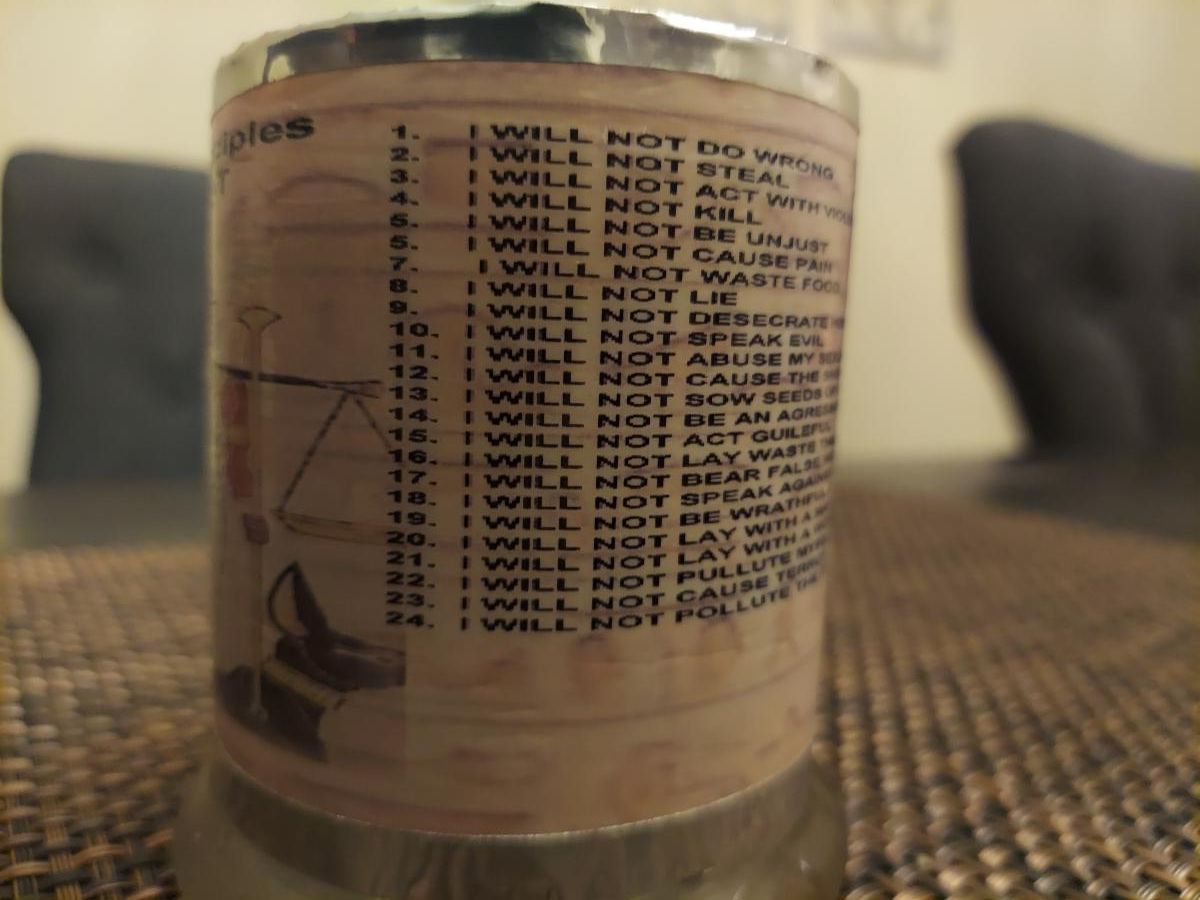 iples
T
1. I WILL NOT DO WRONG
2. I WILL NOT STEAL
3. I WILL NOT ACT WITH
4. I WILL NOT KILL
5. I WILL NOT BE UNJUST
5. I WILL NOT CAUSE PAIN
7. I WILL NOT WASTE FOOD
8. I WILL NOT LIE
9. I WILL NOT DESECRATE
10. I WILL NOT SPEAK EVIL
11. I WILL NOT ABUSE MY
12. I WILL NOT CAUSE THE
13. I WILL NOT SOW SEEDS
14. I WILL NOT BE AN
15. I WILL NOT ACT
16. I WILL NOT LAY WASTE
17. I WILL NOT BEAR FALSE
18. I WILL NOT SPEAK
19. I WILL NOT BE WRATHFUL
20. I WILL NOT LAY WITH A
21. I WILL NOT LAY WITH A
22. I WILL NOT PULLUTE
23. I WILL NOT CAUSE
24. I WILL NOT POLLUTE THE